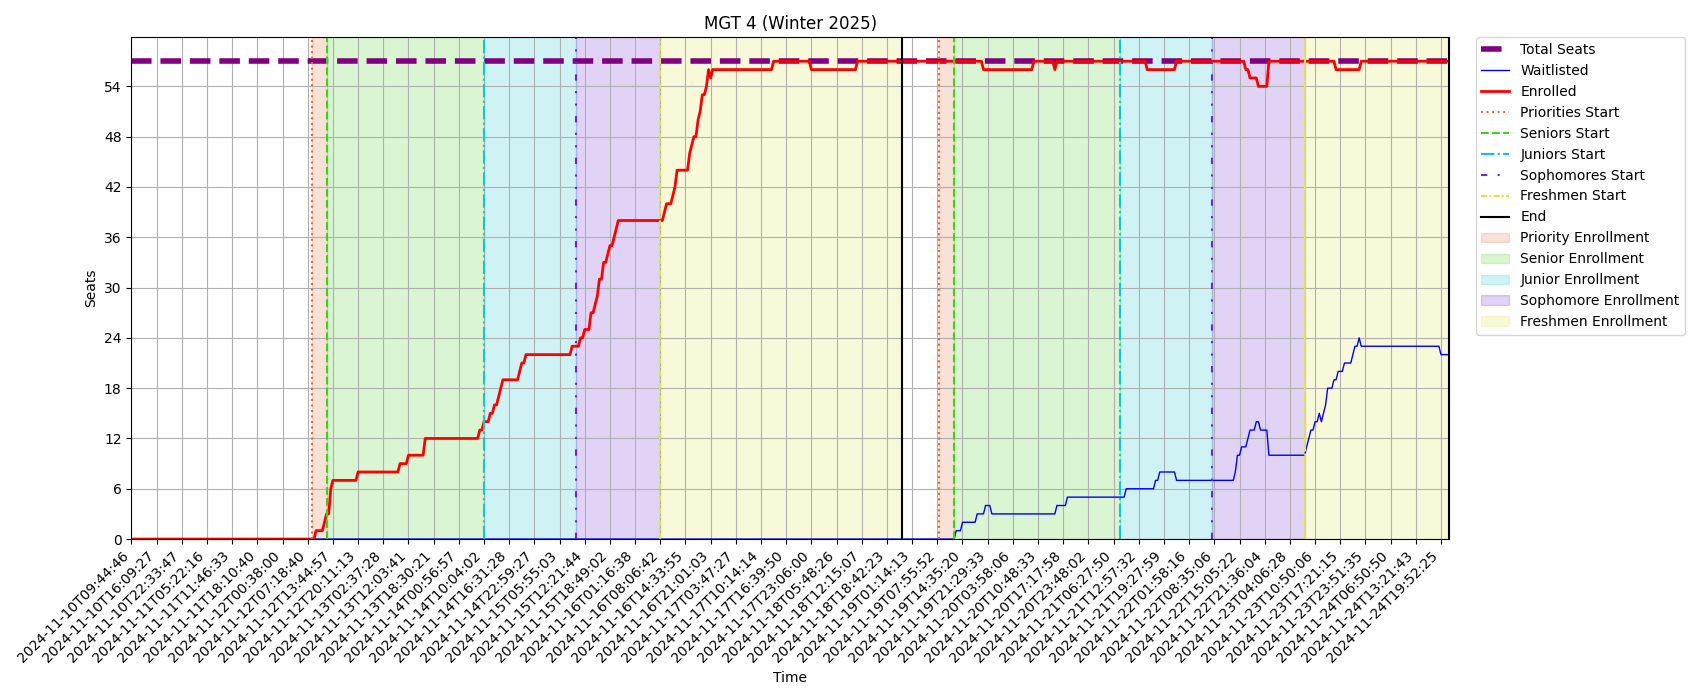 MGT 4 (Winter 2025)
Seats
54
48
42
36
30
24
18
12
6
0
2024-11-10T09:44:46
2024-11-10T16:09:27
2024-11-10T22:33:47
2024-11-11T05:22:16
2024-11-11T11:46:33
2024-11-11T18:10:40
2024-11-12T00:38:00
2024-11-12T07:18:40
2024-11-12T13:44:57
2024-11-12T20:11:13
2024-11-13T02:37:28
2024-11-13T12:03:41
2024-11-13T18:30:21
2024-11-14T00:56:57
2024-11-14T10:04:02
2024-11-14T16:31:28
2024-11-14T22:59:27
2024-11-15T05:55:03
2024-11-15T12:21:44
2024-11-15T18:49:02
2024-11-16T01:16:38
2024-11-16T08:06:42
2024-11-16T14:33:55
2024-11-16T21:01:03
2024-11-17T03:47:27
2024-11-17T10:14:14
2024-11-17T16:39:50
2024-11-17T23:06:00
2024-11-18T05:48:26
2024-11-18T12:15:07
2024-11-18T18:42:23
2024-11-19T01:14:13
2024-11-19T07:55:52
2024-11-19T14:35:20
2024-11-19T21:29:33
2024-11-20T03:58:06
2024-11-20T10:48:33
2024-11-20T17:17:58
2024-11-20T23:48:02
2024-11-21T06:27:50
2024-11-21T12:57:32
2024-11-21T19:27:59
2024-11-22T01:58:16
2024-11-22T08:35:06
2024-11-22T15:05:22
2024-11-22T21:36:04
2024-11-23T04:06:28
2024-11-23T10:50:06
2024-11-23T17:21:15
2024-11-23T23:51:35
2024-11-24T06:50:50
2024-11-24T13:21:43
2024-11-24T19:52:25
Time
Total Seats
Waitlisted
Enrolled
Priorities Start
Seniors Start
Juniors Start
Sophomores Start
Freshmen Start
End
Priority Enrollment
Senior Enrollment
Junior Enrollment
Sophomore Enrollment
Freshmen Enrollment